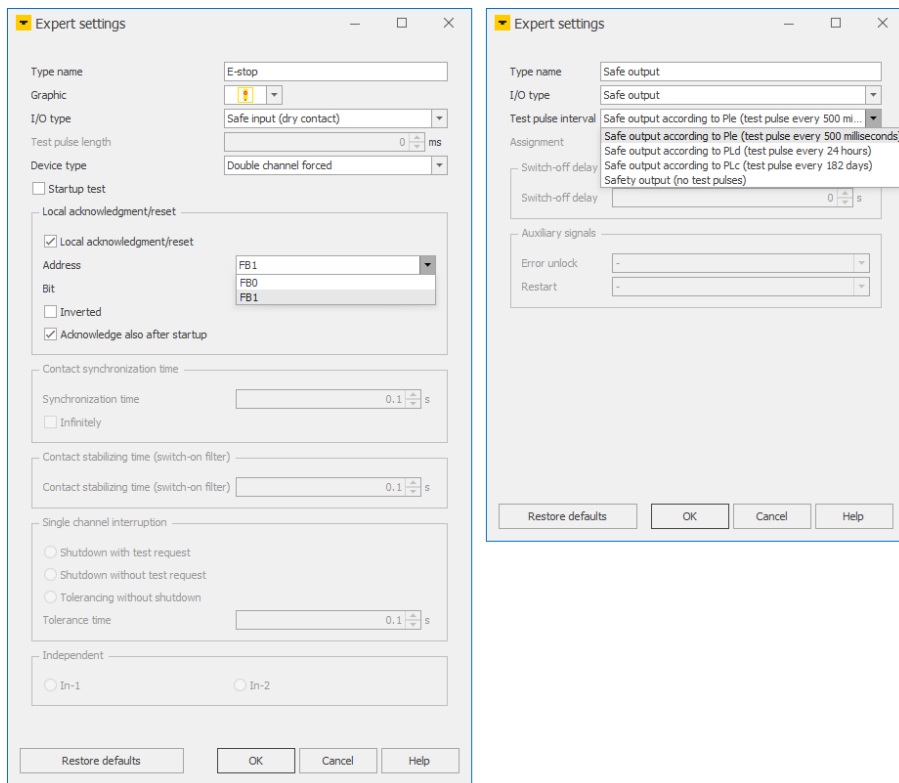 Expert settings
Type name E-stop
Graphic
I/O type Safe input (dry contact)
Test pulse length 0 ms
Device type Double channel forced
Startup test
Local acknowledgment/reset
Local acknowledgment/reset
Address FB1
FB0
Bit
FB1
Inverted
Acknowledge also after startup
Contact synchronization time
Synchronization time 0.1 s
Infinitely
Contact stabilizing time (switch-on filter)
Contact stabilizing time (switch-on filter) 0.1 s
Single channel interruption
Shutdown with test request
Shutdown without test request
Tolerancing without shutdown
Tolerance time 0.1 s
Independent
In-1 In-2
Restore defaults OK Cancel Help
Expert settings
Type name Safe output
I/O type Safe output
Test pulse interval Safe output according to Ple (test pulse every 500 mi...
Safe output according to Ple (test pulse every 500 milliseconds)
Assignment
Safe output according to PLd (test pulse every 24 hours)
Safe output according to PLc (test pulse every 182 days)
Switch-off delay
Safety output (no test pulses)
Switch-off delay 0 s
Auxiliary signals
Error unlock -
Restart -
Restore defaults OK Cancel Help